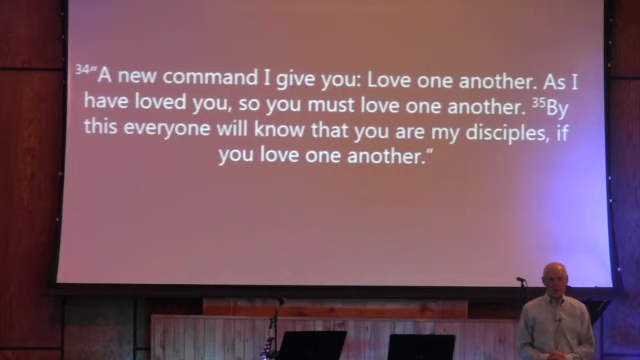 ³⁴“A new command I give you: Love one another. As I
have loved you, so you must love one another. ³⁵By
this everyone will know that you are my disciples, if
you love one another.”